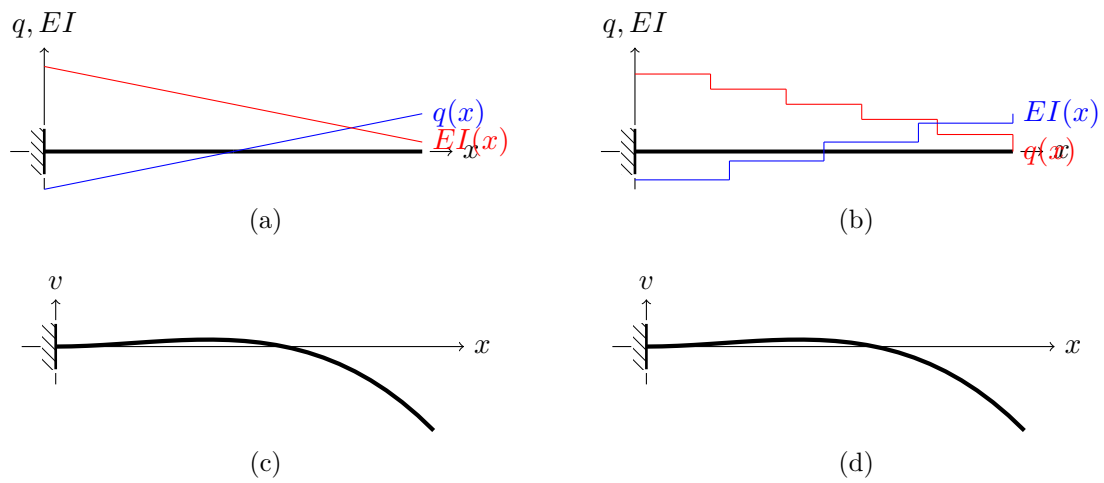 q, EI
q, EI
q(x)
EI(x)
x
EI(x)
q(x)
x
(a)
(b)
v
v
x
x
(c)
(d)